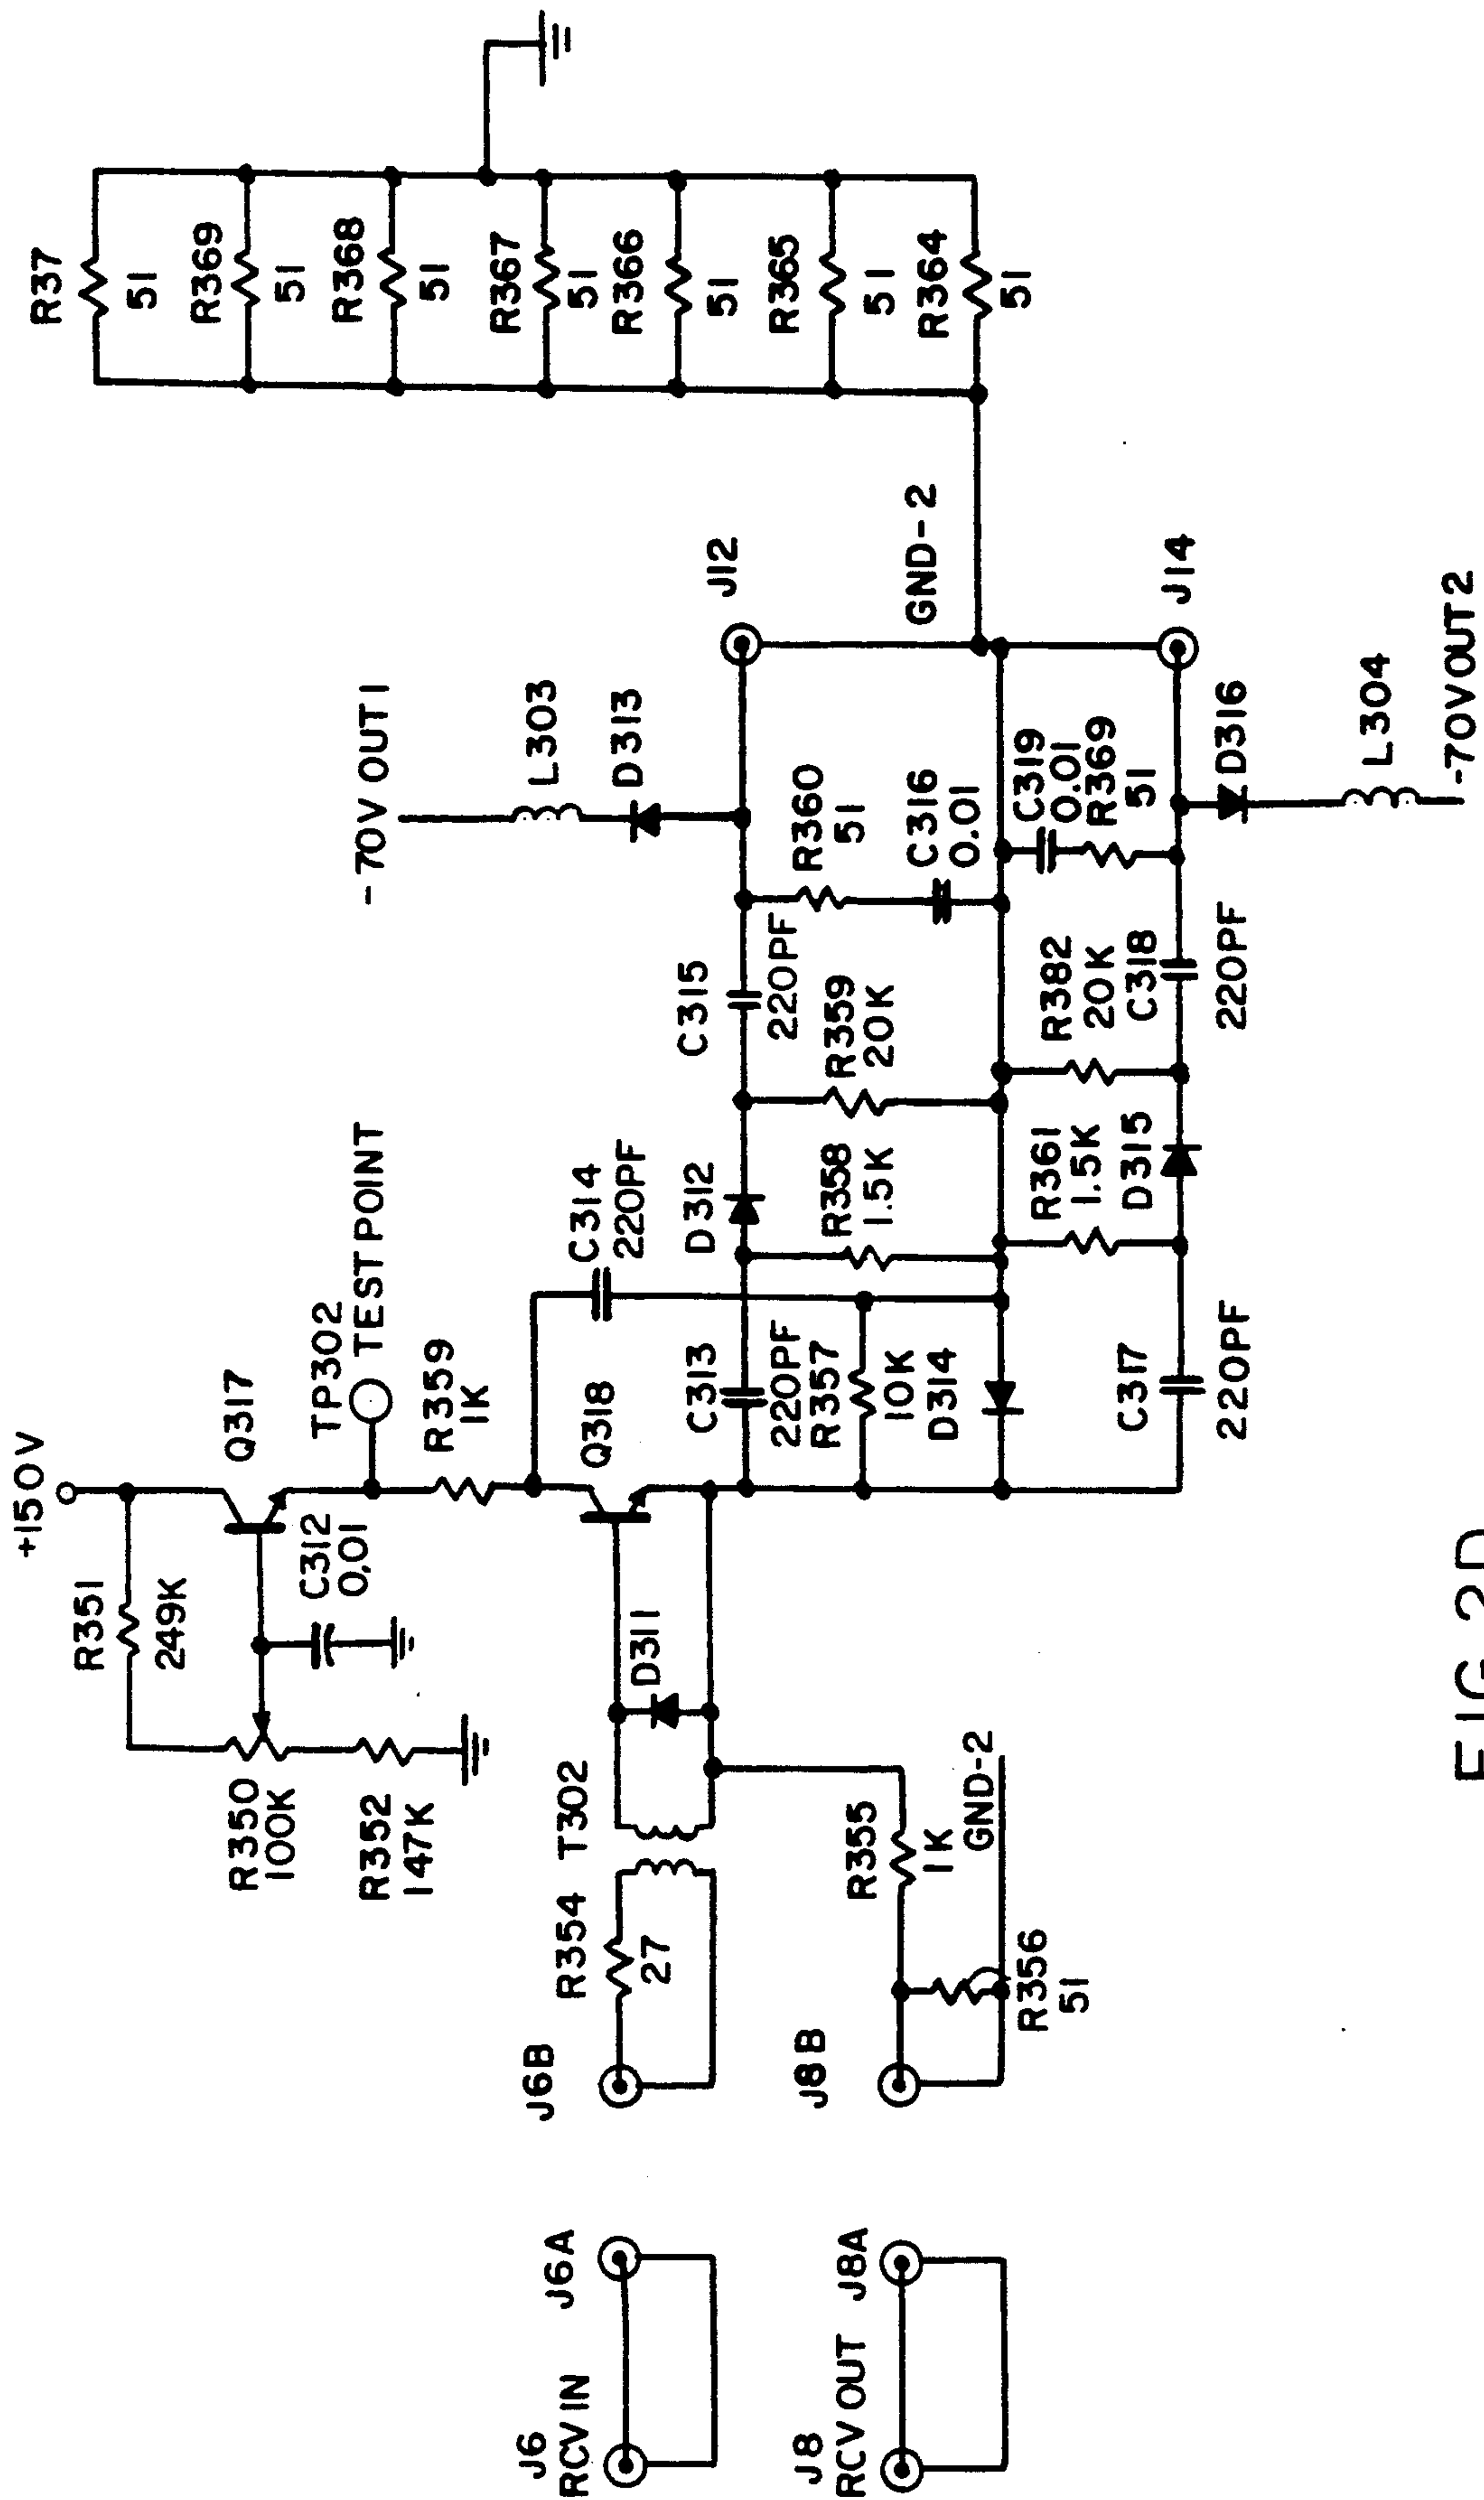 +150V
R351
249K
Q317
R350
100K
C312
0.01
TP302
TEST POINT
R352
147K
R359
1K
-70V OUT1
L303
D313
R37
51
R369
51
R368
51
R367
51
R366
51
R365
51
R364
51
J6
RCV IN
J6A
J6B
R354
27
T302
D311
Q318
C314
220PF
C313
220PF
D312
C315
220PF
J12
R357
10K
R358
1.5K
R359
20K
R360
51
C316
0.01
GND-2
J8
RCV OUT
J8A
J8B
R355
1K
GND-2
R356
51
D314
R361
1.5K
D315
R382
20K
C318
220PF
C319
0.01
R369
51
J14
C317
220PF
D316
L304
-70V OUT2
FIG. 2D